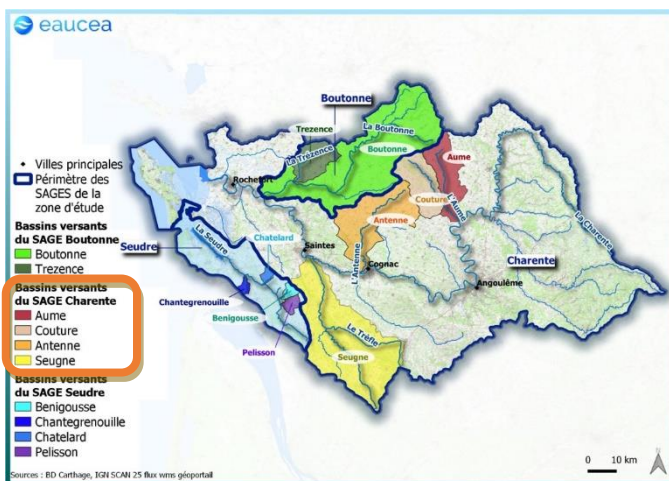 eaucea
Villes principales
Périmètre des
SAGES de la
zone d'étude
Bassins versants
du SAGE Boutonne
Boutonne
Trezence
Bassins versants
du SAGE Charente
Aume
Couture
Antenne
Seugne
Bassins versants
du SAGE Seudre
Benigousse
Chantegrenouille
Chatelard
Pelisson
Sources : BD Carthage, IGN SCAN 25 flux wms géoportail
Boutonne
Trezence
La Boutonne
La Trézence
Boutonne
Aume
Rochefort
Couture
L'Aume
Antenne
La Charente
Seudre
La Seudre
Chatelard
Saintes
L'Antenne
Cognac
Charente
Angoulême
Chantegrenouille
Benigousse
Pelisson
Le Tréfle
Seugne
0 10 km